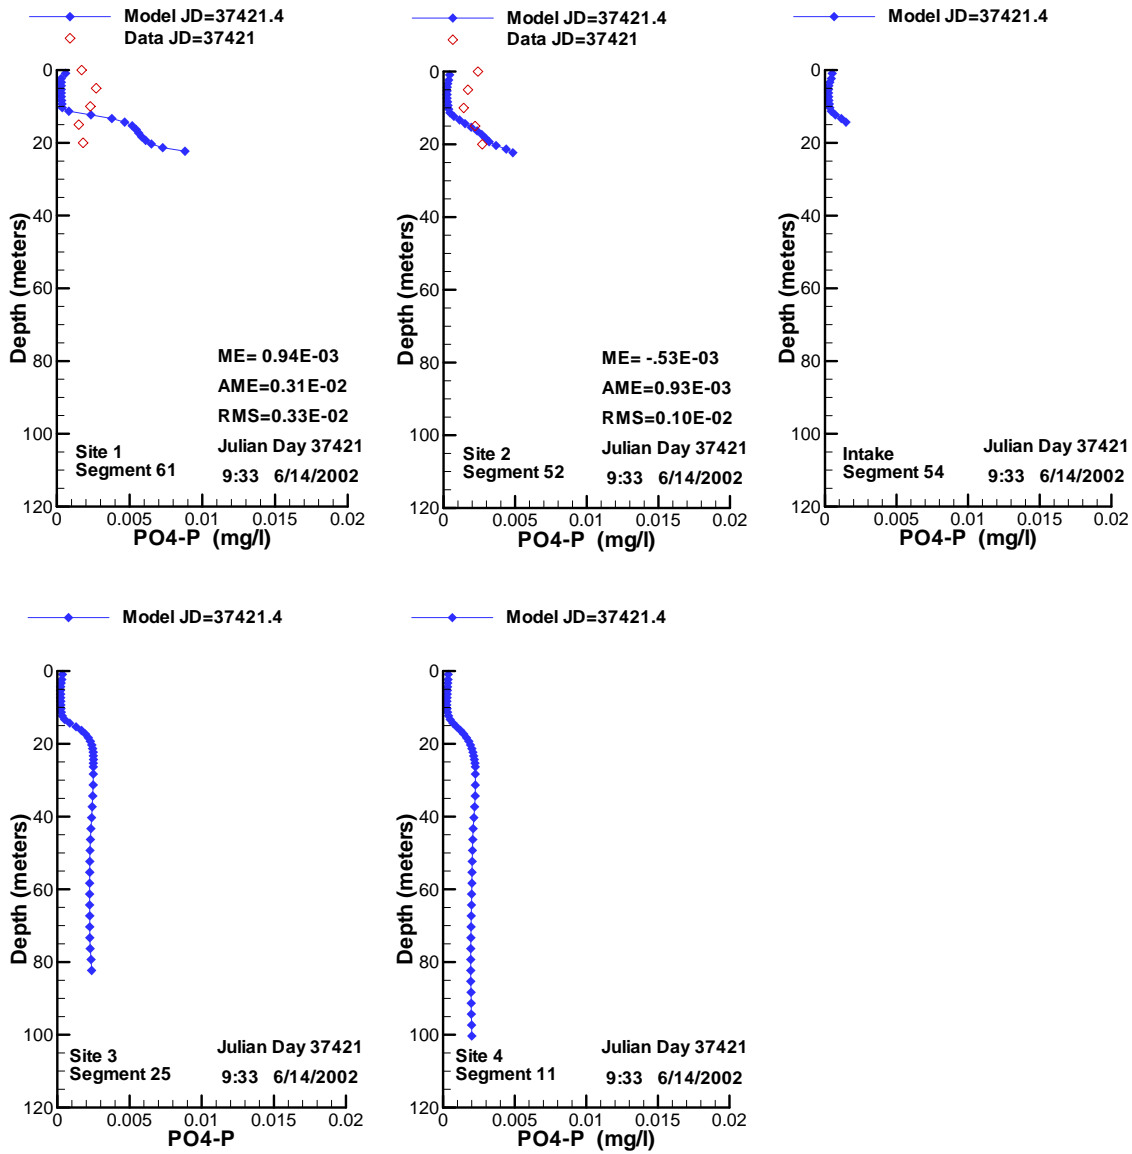 Model JD=37421.4
Data JD=37421
0
20
40
60
80
100
120
Depth (meters)
ME= 0.94E-03
AME=0.31E-02
RMS=0.33E-02
Site 1
Segment 61
Julian Day 37421
9:33 6/14/2002
0 0.005 0.01 0.015 0.02
PO4-P (mg/l)
Model JD=37421.4
Data JD=37421
0
20
40
60
80
100
120
Depth (meters)
ME= -.53E-03
AME=0.93E-03
RMS=0.10E-02
Site 2
Segment 52
Julian Day 37421
9:33 6/14/2002
0 0.005 0.01 0.015 0.02
PO4-P (mg/l)
Model JD=37421.4
0
20
40
60
80
100
120
Depth (meters)
Intake
Segment 54
Julian Day 37421
9:33 6/14/2002
0 0.005 0.01 0.015 0.02
PO4-P (mg/l)
Model JD=37421.4
0
20
40
60
80
100
120
Depth (meters)
Site 3
Segment 25
Julian Day 37421
9:33 6/14/2002
0 0.005 0.01 0.015 0.02
PO4-P
Model JD=37421.4
0
20
40
60
80
100
120
Depth (meters)
Site 4
Segment 11
Julian Day 37421
9:33 6/14/2002
0 0.005 0.01 0.015 0.02
PO4-P (mg/l)